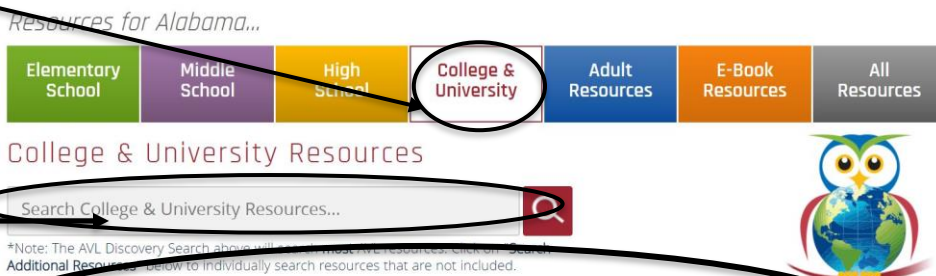 Resources for Alabama...
Elementary School
Middle School
High School
College & University
Adult Resources
E-Book Resources
All Resources
College & University Resources
Search College & University Resources...
*Note: The AVL Discovery Search above will search most AVL resources. Click on "Search
Additional Resources" below to individually search resources that are not included.